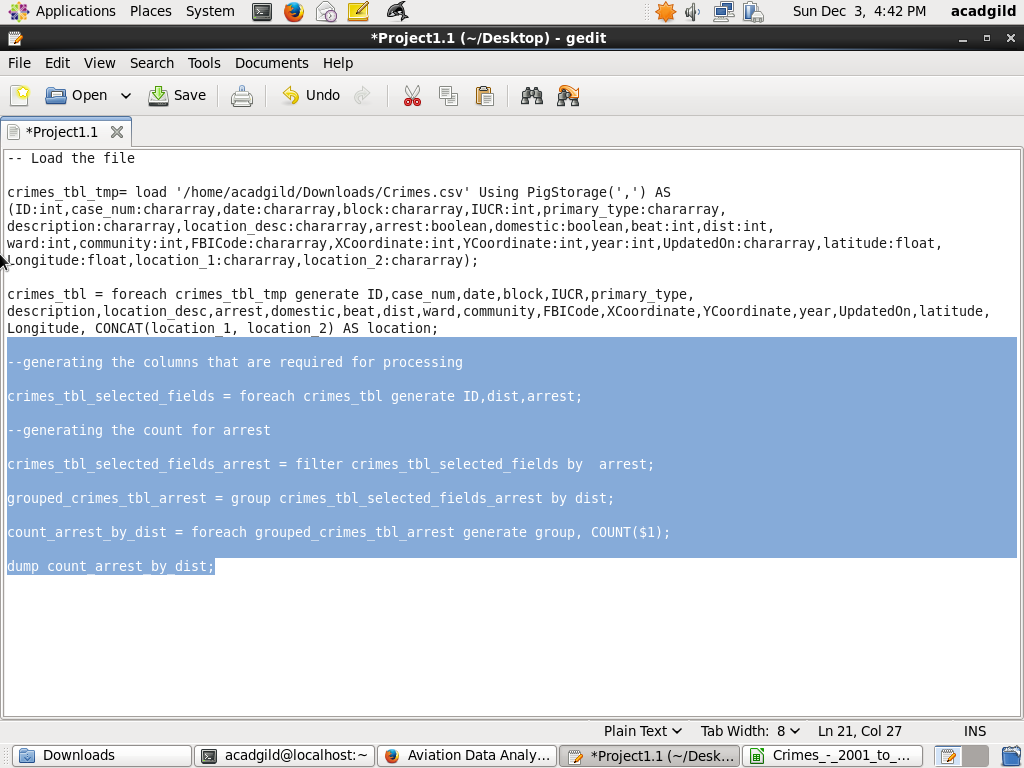 Applications Places System Sun Dec 3, 4:42 PM acadgild
*Project1.1 (~/Desktop) - gedit
File Edit View Search Tools Documents Help
Open Save Undo
*Project1.1
-- Load the file
crimes_tbl_tmp= load '/home/acadgild/Downloads/Crimes.csv' Using PigStorage(',') AS
(ID:int,case_num:chararray,date:chararray,block:chararray,IUCR:int,primary_type:chararray,
description:chararray,location_desc:chararray,arrest:boolean,domestic:boolean,beat:int,dist:int,
ward:int,community:int,FBICode:chararray,XCoordinate:int,YCoordinate:int,year:int,UpdatedOn:chararray,latitude:float,
Longitude:float,location_1:chararray,location_2:chararray);
crimes_tbl = foreach crimes_tbl_tmp generate ID,case_num,date,block,IUCR,primary_type,
description,location_desc,arrest,domestic,beat,dist,ward,community,FBICode,XCoordinate,YCoordinate,year,UpdatedOn,latitude,
Longitude, CONCAT(location_1, location_2) AS location;
--generating the columns that are required for processing
crimes_tbl_selected_fields = foreach crimes_tbl generate ID,dist,arrest;
--generating the count for arrest
crimes_tbl_selected_fields_arrest = filter crimes_tbl_selected_fields by  arrest;
grouped_crimes_tbl_arrest = group crimes_tbl_selected_fields_arrest by dist;
count_arrest_by_dist = foreach grouped_crimes_tbl_arrest generate group, COUNT($1);
dump count_arrest_by_dist;
Plain Text Tab Width: 8 Ln 21, Col 27 INS
Downloads acadgild@localhost:~ Aviation Data Analy... *Project1.1 (~/Desk... Crimes_-_2001_to_...